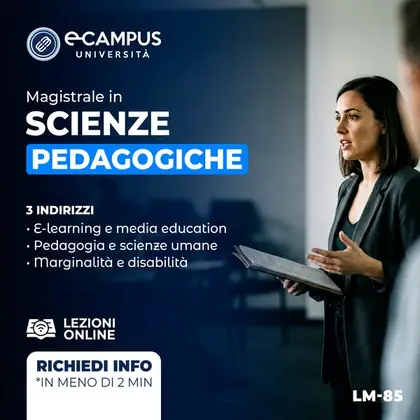 e-CAMPUS
UNIVERSITÀ
Magistrale in
SCIENZE
PEDAGOGICHE
3 INDIRIZZI
• E-learning e media education
• Pedagogia e scienze umane
• Marginalità e disabilità
LEZIONI
ONLINE
RICHIEDI INFO
*IN MENO DI 2 MIN
LM-85